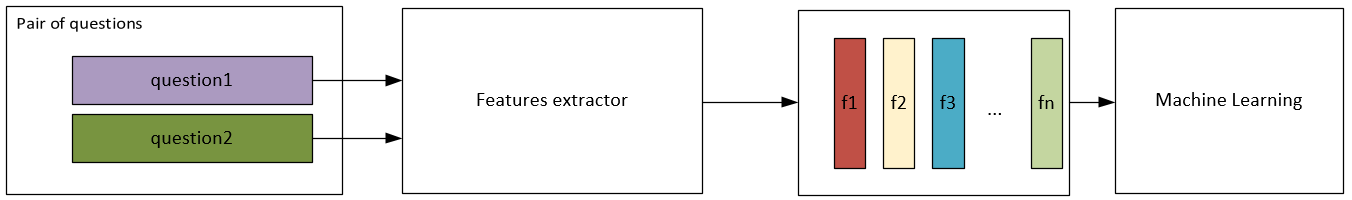 Pair of questions
question1
question2
Features extractor
f1
f2
f3
...
fn
Machine Learning